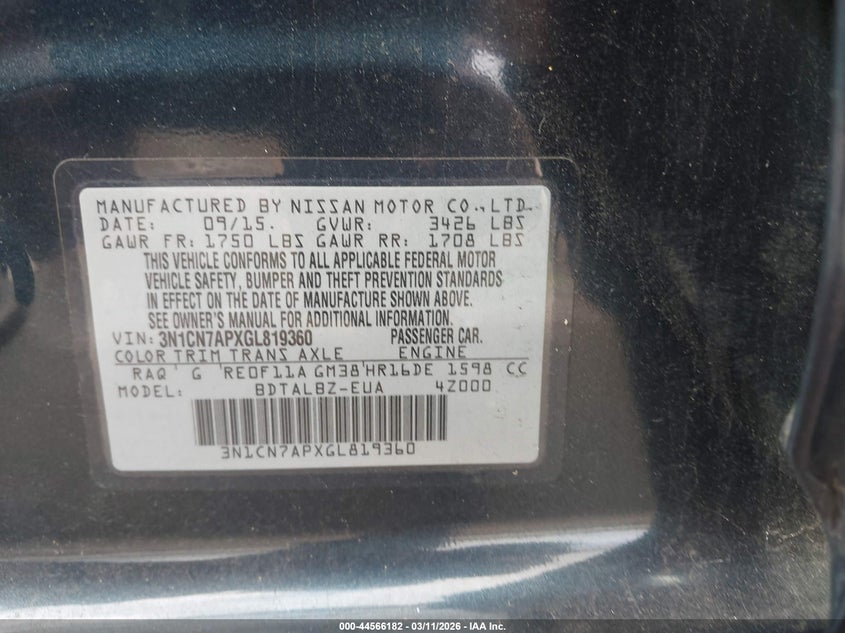 MANUFACTURED BY NISSAN MOTOR CO., LTD.
DATE: 09/15. GVWR: 3426 LBS
GAWR FR: 1750 LBS GAWR RR: 1708 LBS
THIS VEHICLE CONFORMS TO ALL APPLICABLE FEDERAL MOTOR
VEHICLE SAFETY, BUMPER AND THEFT PREVENTION STANDARDS
IN EFFECT ON THE DATE OF MANUFACTURE SHOWN ABOVE.
SEE OWNER'S MANUAL FOR ADDITIONAL INFORMATION.
VIN: 3N1CN7APXGL819360 PASSENGER CAR.
COLOR TRIM TRANS AXLE ENGINE
RAQ G RE0F11A GM38 HR16DE 1598 CC
MODEL: BDTALBZ-EUA 4Z000
3N1CN7APXGL819360
000-44566182 - 03/11/2026 - IAA Inc.